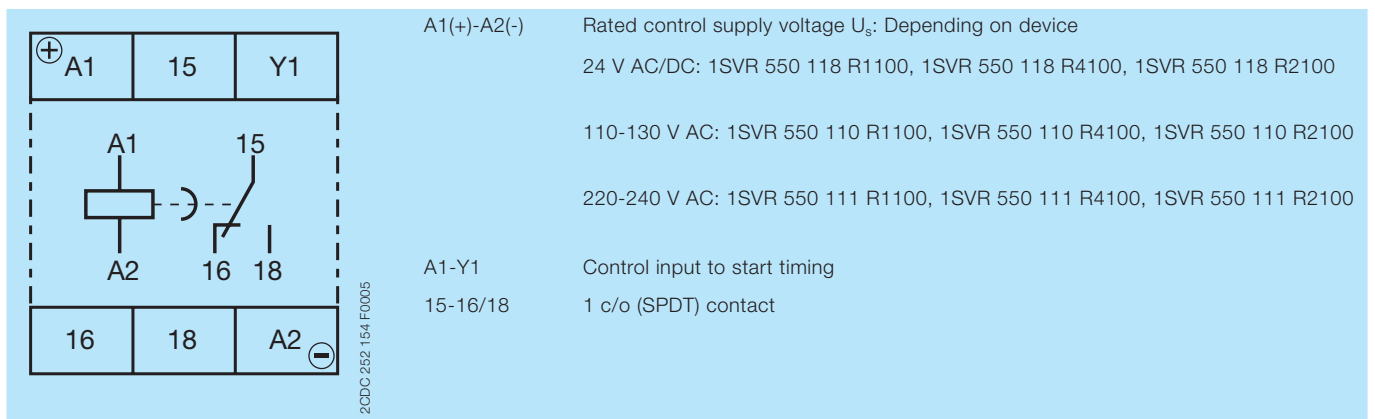 ⊕ A1 15 Y1
A1 15
A2 16 18
16 18 A2 ⊖
2CDC 252 154 F0005
A1(+)-A2(-) Rated control supply voltage Uₛ: Depending on device
24 V AC/DC: 1SVR 550 118 R1100, 1SVR 550 118 R4100, 1SVR 550 118 R2100
110-130 V AC: 1SVR 550 110 R1100, 1SVR 550 110 R4100, 1SVR 550 110 R2100
220-240 V AC: 1SVR 550 111 R1100, 1SVR 550 111 R4100, 1SVR 550 111 R2100
A1-Y1 Control input to start timing
15-16/18 1 c/o (SPDT) contact